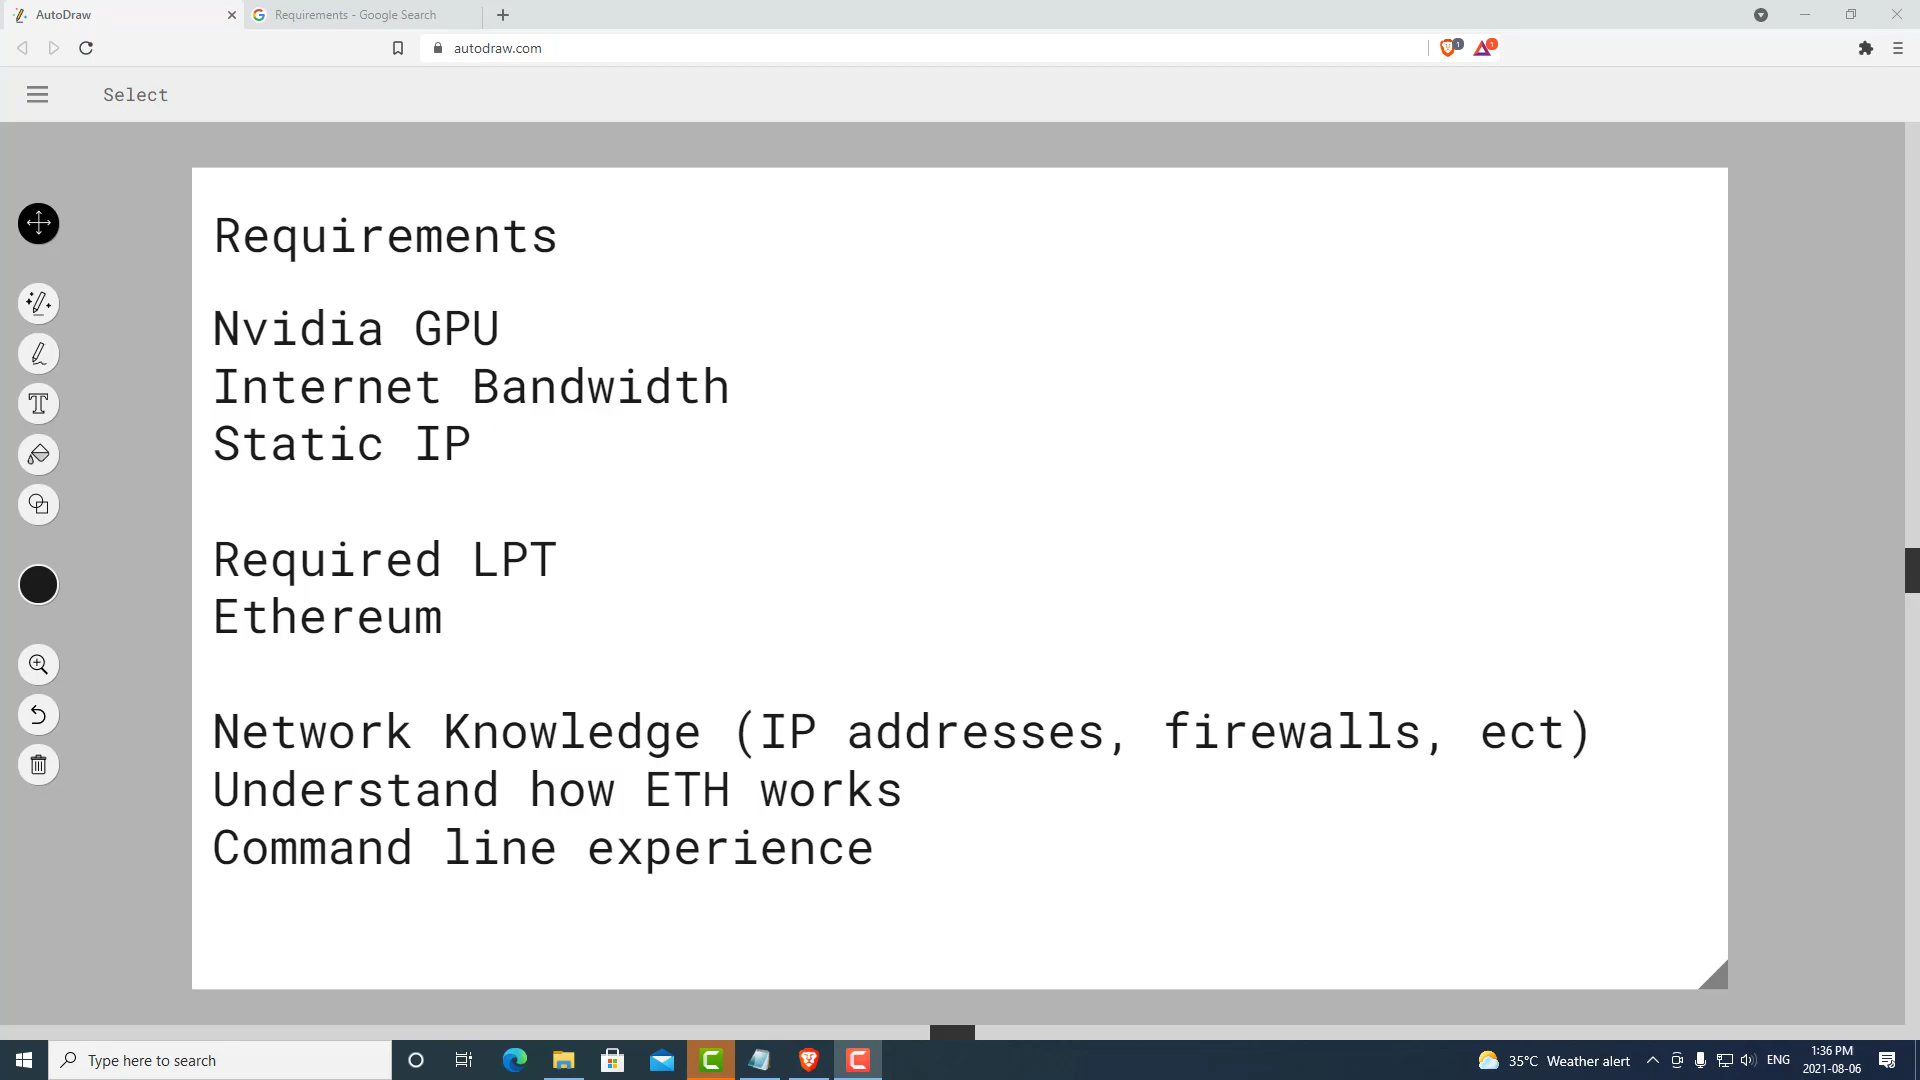 AutoDraw
Requirements - Google Search
autodraw.com
1
1
Select
Requirements
Nvidia GPU
Internet Bandwidth
Static IP
Required LPT
Ethereum
Network Knowledge (IP addresses, firewalls, ect)
Understand how ETH works
Command line experience
Type here to search
35°C Weather alert
ENG
1:36 PM
2021-08-06